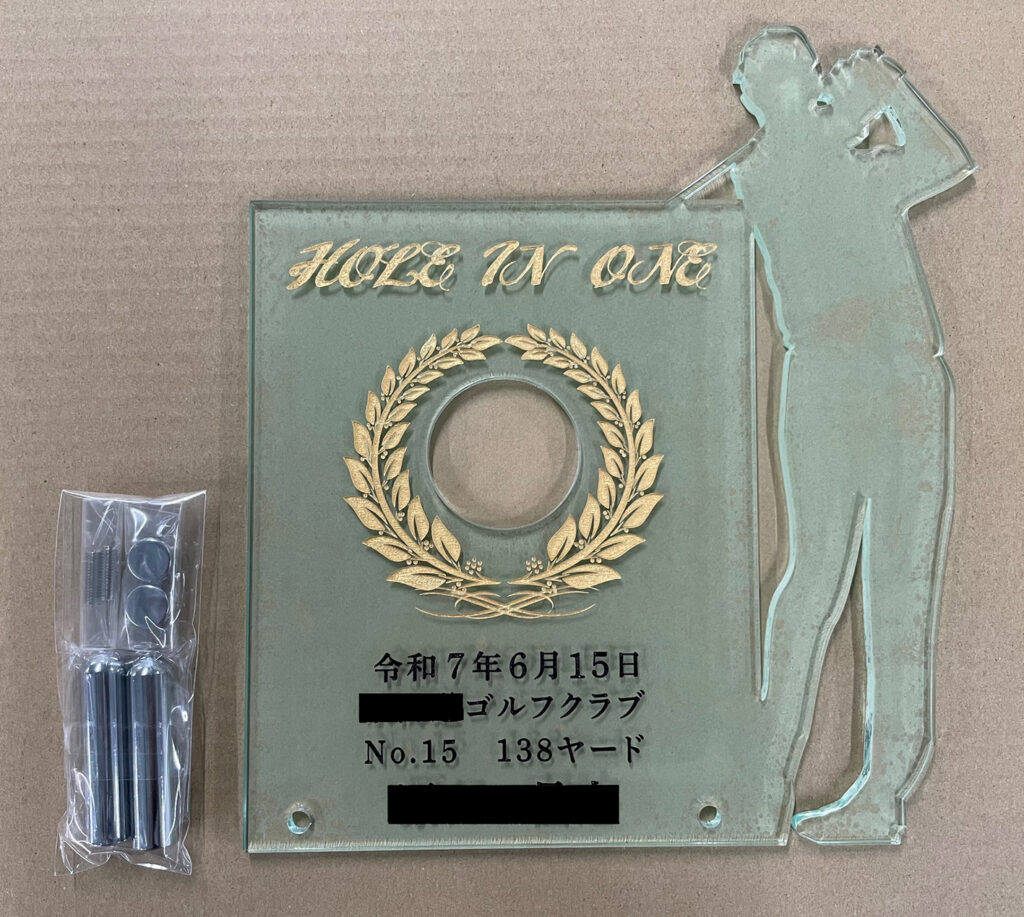 HOLE IN ONE
令和7年6月15日
ゴルフクラブ
No.15 138ヤード